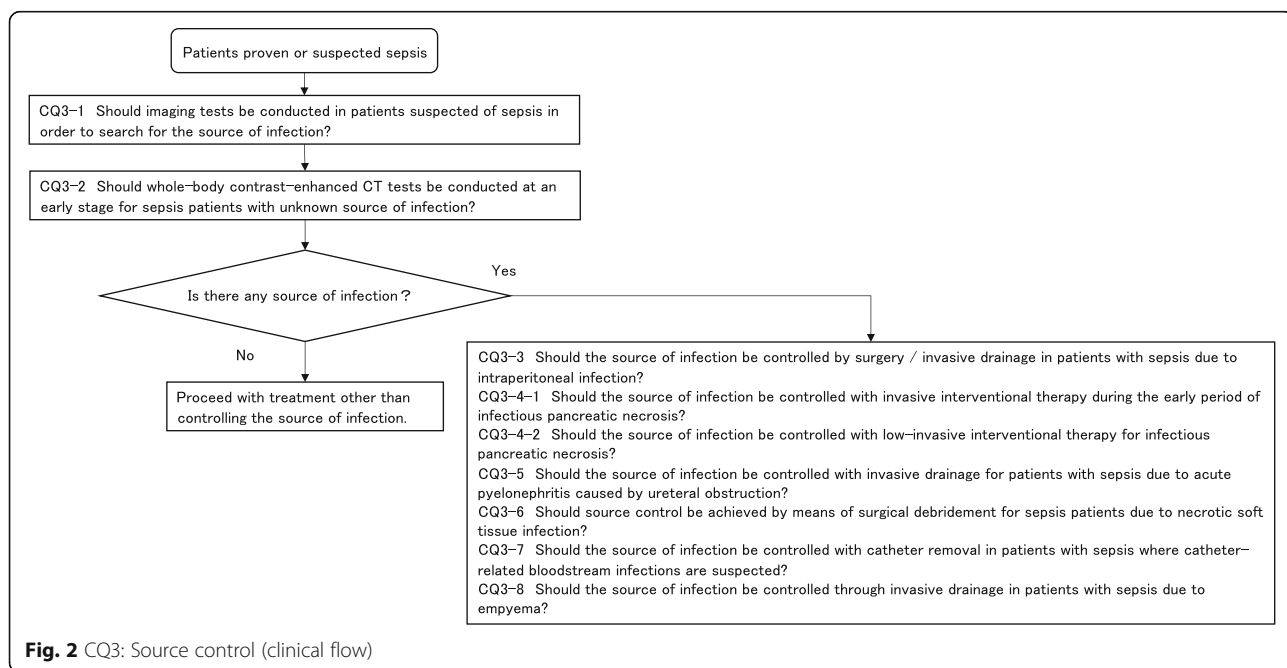 Patients proven or suspected sepsis
CQ3-1 Should imaging tests be conducted in patients suspected of sepsis in
order to search for the source of infection?
CQ3-2 Should whole-body contrast-enhanced CT tests be conducted at an
early stage for sepsis patients with unknown source of infection?
Is there any source of infection?
Yes
No
Proceed with treatment other than
controlling the source of infection.
CQ3-3 Should the source of infection be controlled by surgery / invasive drainage in patients with sepsis due to
intraperitoneal infection?
CQ3-4-1 Should the source of infection be controlled with invasive interventional therapy during the early period of
infectious pancreatic necrosis?
CQ3-4-2 Should the source of infection be controlled with low-invasive interventional therapy for infectious
pancreatic necrosis?
CQ3-5 Should the source of infection be controlled with invasive drainage for patients with sepsis due to acute
pyelonephritis caused by ureteral obstruction?
CQ3-6 Should source control be achieved by means of surgical debridement for sepsis patients due to necrotic soft
tissue infection?
CQ3-7 Should the source of infection be controlled with catheter removal in patients with sepsis where catheter-
related bloodstream infections are suspected?
CQ3-8 Should the source of infection be controlled through invasive drainage in patients with sepsis due to
empyema?
Fig. 2 CQ3: Source control (clinical flow)